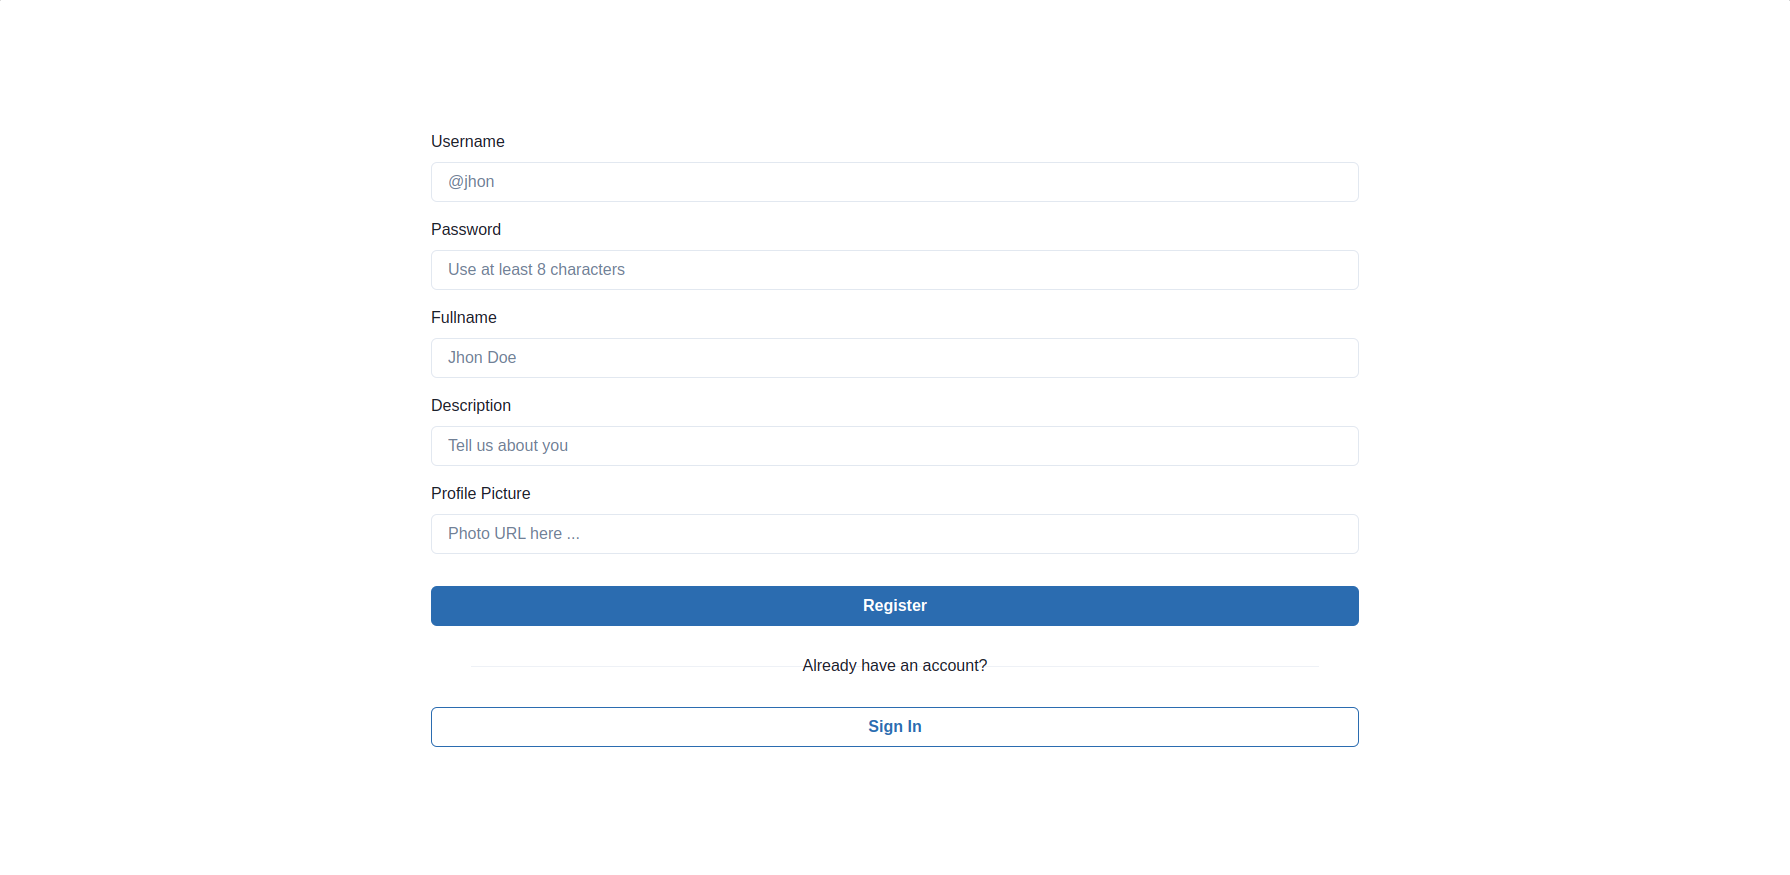 Username
@jhon
Password
Use at least 8 characters
Fullname
Jhon Doe
Description
Tell us about you
Profile Picture
Photo URL here ...
Register
Already have an account?
Sign In